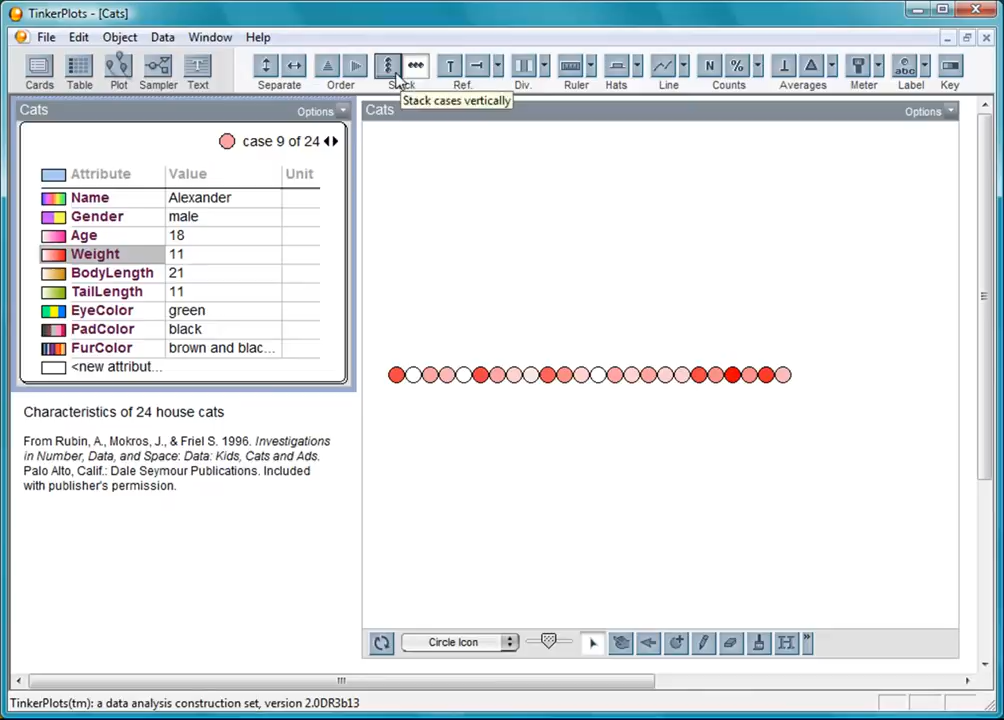 TinkerPlots - [Cats]
File Edit Object Data Window Help
Cards Table Plot Sampler Text Separate Order Stack Ref. Div. Ruler Hats Line N % Counts Averages Meter abc Label Key
Stack cases vertically
Cats Options
case 9 of 24
Attribute Value Unit
Name Alexander
Gender male
Age 18
Weight 11
BodyLength 21
TailLength 11
EyeColor green
PadColor black
FurColor brown and blac...
<new attribut...
Characteristics of 24 house cats
From Rubin, A., Mokros, J., & Friel S. 1996. Investigations
in Number, Data, and Space: Data: Kids, Cats and Ads.
Palo Alto, Calif.: Dale Seymour Publications. Included
with publisher's permission.
Cats Options
Circle Icon
TinkerPlots(tm): a data analysis construction set, version 2.0DR3b13